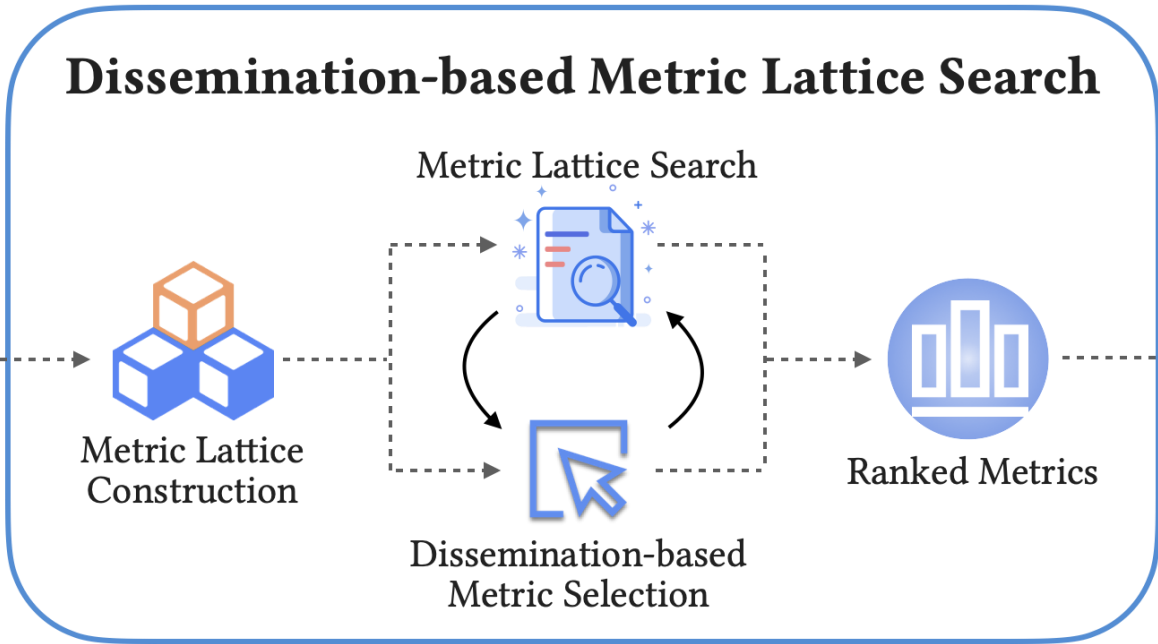 Dissemination-based Metric Lattice Search
Metric Lattice Search
Metric Lattice
Construction
Dissemination-based
Metric Selection
Ranked Metrics